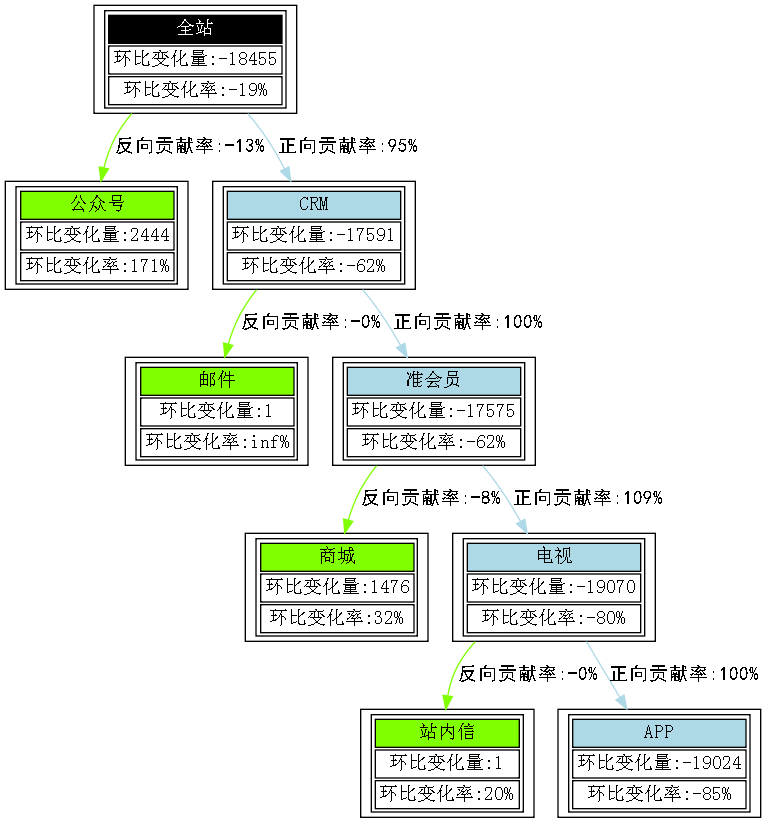 全站
环比变化量:-18455
环比变化率:-19%
反向贡献率:-13%
正向贡献率:95%
公众号
环比变化量:2444
环比变化率:171%
CRM
环比变化量:-17591
环比变化率:-62%
反向贡献率:-0%
正向贡献率:100%
邮件
环比变化量:1
环比变化率:inf%
准会员
环比变化量:-17575
环比变化率:-62%
反向贡献率:-8%
正向贡献率:109%
商城
环比变化量:1476
环比变化率:32%
电视
环比变化量:-19070
环比变化率:-80%
反向贡献率:-0%
正向贡献率:100%
站内信
环比变化量:1
环比变化率:20%
APP
环比变化量:-19024
环比变化率:-85%